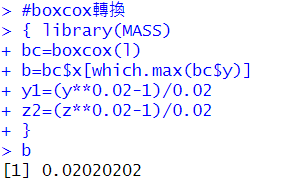 > #boxcox轉換
> { library(MASS)
+ bc=boxcox(l)
+ b=bc$x[which.max(bc$y)]
+ y1=(y**0.02-1)/0.02
+ z2=(z**0.02-1)/0.02
+ }
> b
[1] 0.02020202